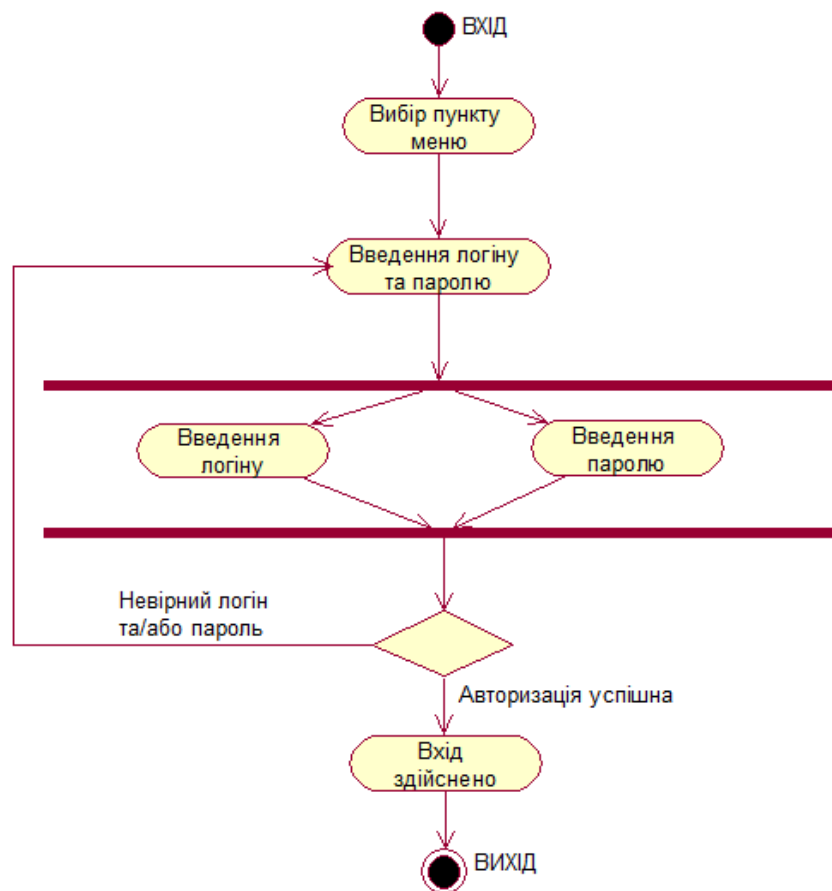 ВХІД
Вибір пункту
меню
Введення логіну
та паролю
Введення
логіну
Введення
паролю
Невірний логін
та/або пароль
Авторизація успішна
Вхід
здійснено
ВИХІД